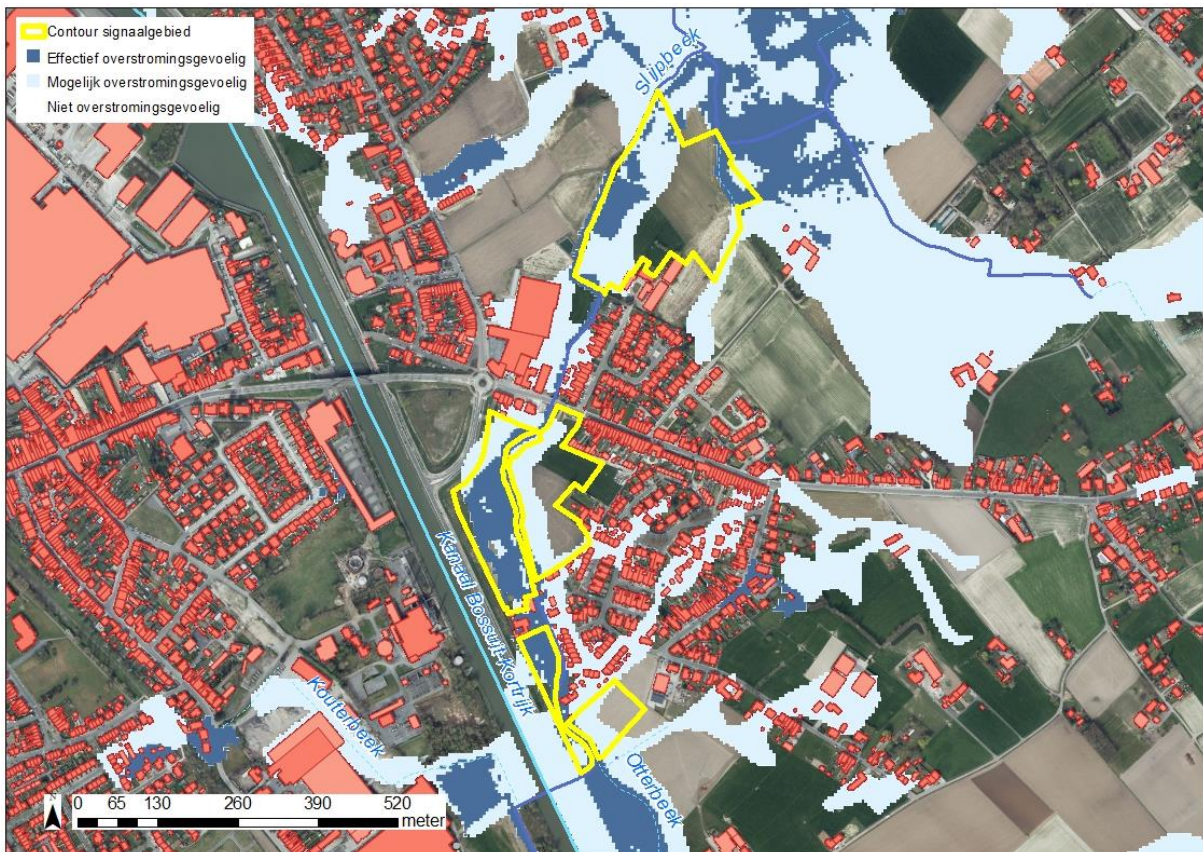 Contour signaalgebied
Effectief overstromingsgevoelig
Mogelijk overstromingsgevoelig
Niet overstromingsgevoelig
Slijpbeek
Kanaal Bossuit-Kortrijk
Kouterbeek
Otterbeek
N
0 65 130 260 390 520
meter